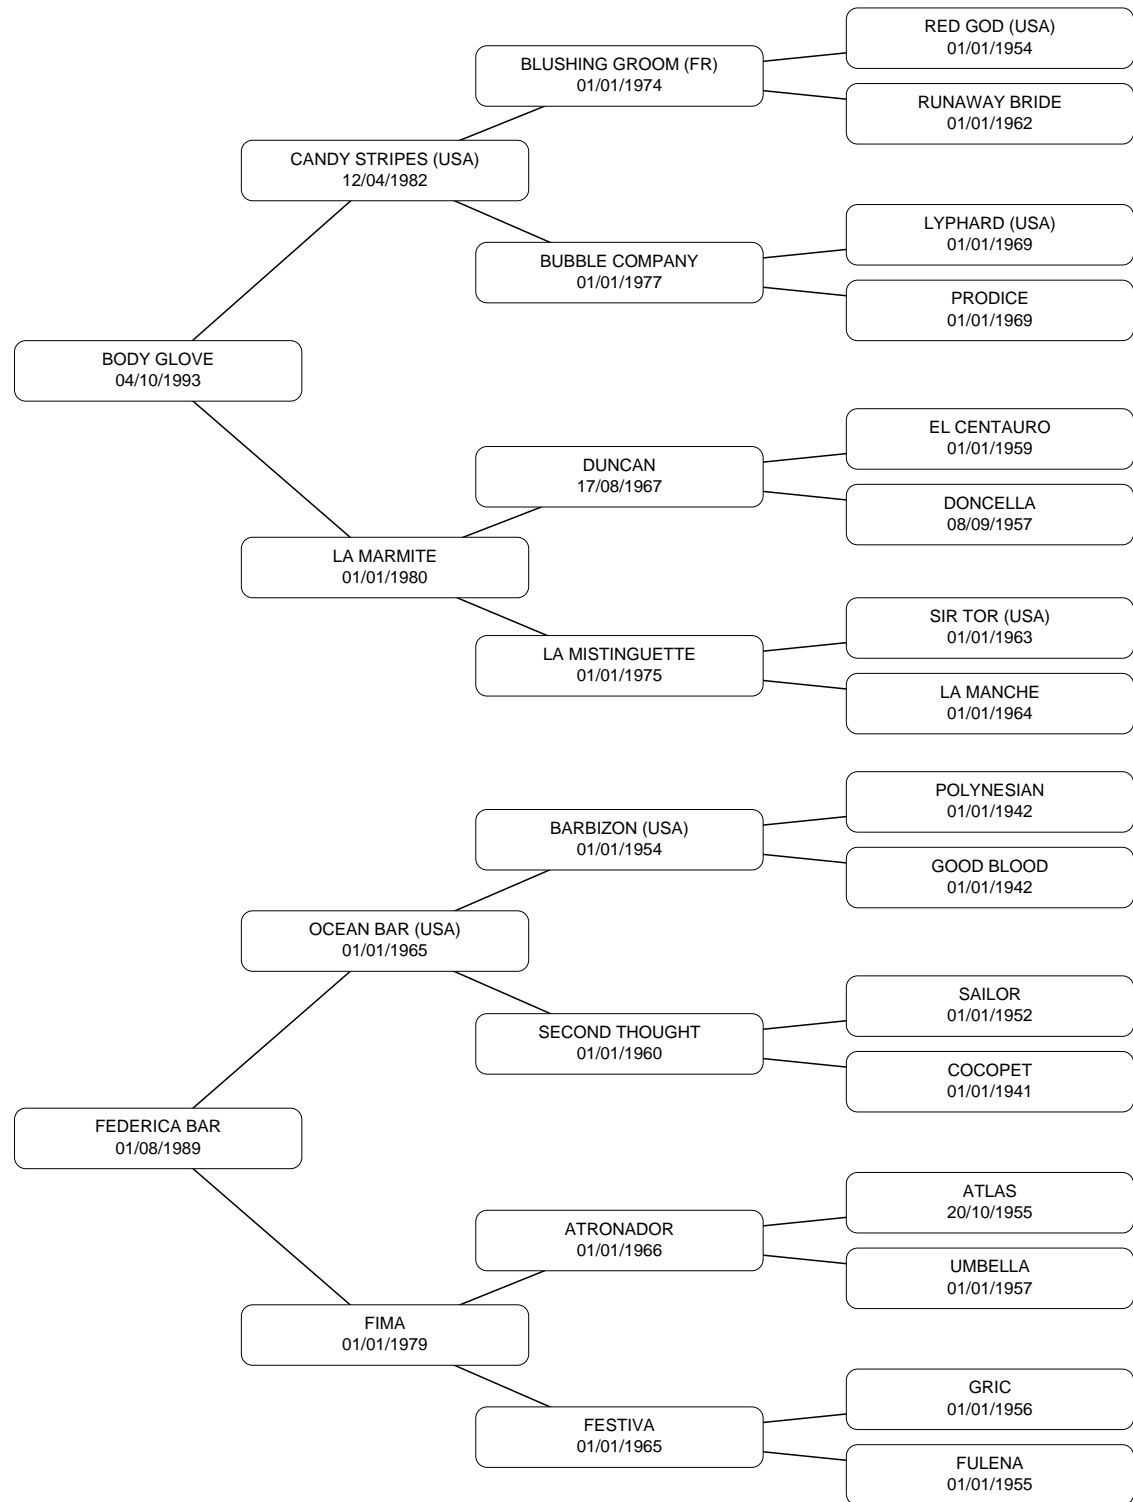 RED GOD (USA)
01/01/1954
BLUSHING GROOM (FR)
01/01/1974
RUNAWAY BRIDE
01/01/1962
CANDY STRIPES (USA)
12/04/1982
LYPHARD (USA)
01/01/1969
BUBBLE COMPANY
01/01/1977
PRODICE
01/01/1969
BODY GLOVE
04/10/1993
EL CENTAURO
01/01/1959
DUNCAN
17/08/1967
DONCELLA
08/09/1957
LA MARMITE
01/01/1980
SIR TOR (USA)
01/01/1963
LA MISTINGUETTE
01/01/1975
LA MANCHE
01/01/1964
POLYNESIAN
01/01/1942
BARBIZON (USA)
01/01/1954
GOOD BLOOD
01/01/1942
OCEAN BAR (USA)
01/01/1965
SAILOR
01/01/1952
SECOND THOUGHT
01/01/1960
COCOPET
01/01/1941
FEDERICA BAR
01/08/1989
ATLAS
20/10/1955
ATRONADOR
01/01/1966
UMBELLA
01/01/1957
FIMA
01/01/1979
GRIC
01/01/1956
FESTIVA
01/01/1965
FULENA
01/01/1955